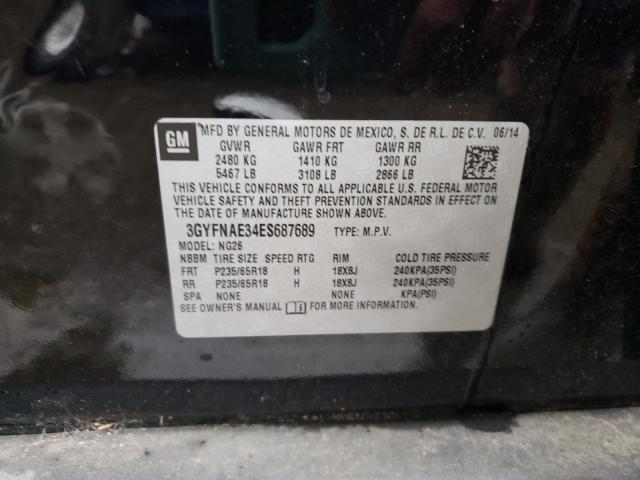 GM
MFD BY GENERAL MOTORS DE MEXICO, S. DE R.L. DE C.V. 06/14
GVWR GAWR FRT GAWR RR
2480 KG 1410 KG 1300 KG
5467 LB 3108 LB 2866 LB
THIS VEHICLE CONFORMS TO ALL APPLICABLE U.S. FEDERAL MOTOR
VEHICLE SAFETY AND THEFT PREVENTION STANDARDS IN EFFECT ON
THE DATE OF MANUFACTURE SHOWN ABOVE.
3GYFNAE34ES687689 TYPE: M.P.V.
MODEL: NG26
NBBM TIRE SIZE SPEED RTG RIM COLD TIRE PRESSURE
FRT P235/65R18 H 18X8J 240KPA(35PSI)
RR P235/65R18 H 18X8J 240KPA(35PSI)
SPA NONE NONE KPA(PSI)
SEE OWNER'S MANUAL FOR MORE INFORMATION.